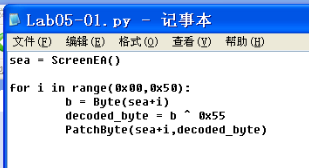 Lab05-01.py - 记事本
文件(F) 编辑(E) 格式(O) 查看(V) 帮助(H)
sea = ScreenEA()
for i in range(0x00,0x50):
        b = Byte(sea+i)
        decoded_byte = b ^ 0x55
        PatchByte(sea+i,decoded_byte)